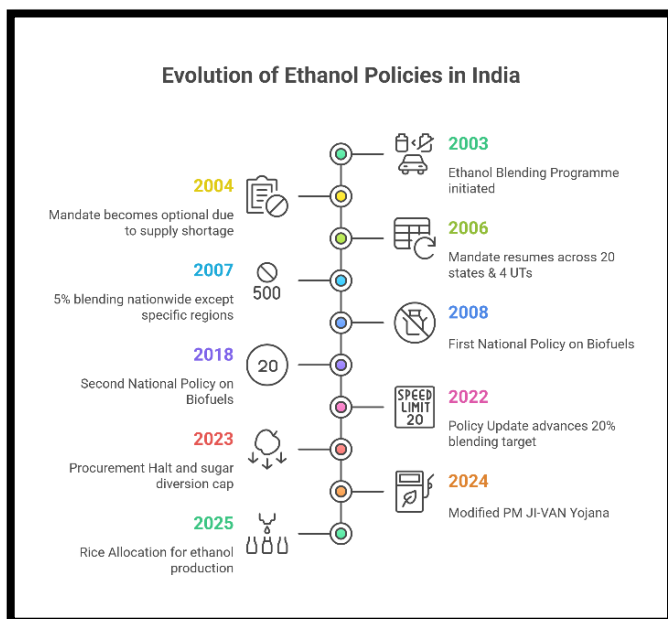 Evolution of Ethanol Policies in India
2003
Ethanol Blending Programme
initiated
2004
Mandate becomes optional due
to supply shortage
2006
Mandate resumes across 20
states & 4 UTs
2007
500
5% blending nationwide except
specific regions
2008
First National Policy on Biofuels
2018
20
Second National Policy on
Biofuels
2022
SPEED
LIMIT
20
Policy Update advances 20%
blending target
2023
Procurement Halt and sugar
diversion cap
2024
Modified PM JI-VAN Yojana
2025
Rice Allocation for ethanol
production